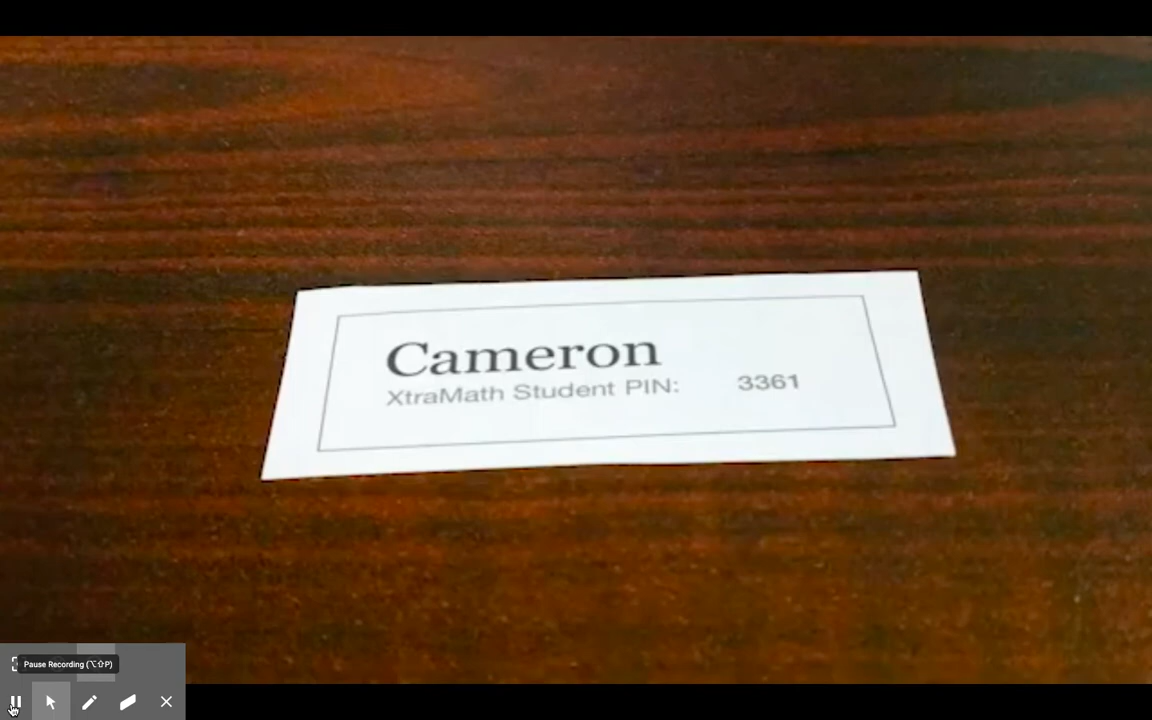 Cameron
XtraMath Student PIN: 3361
Pause Recording (⌥⇧P)